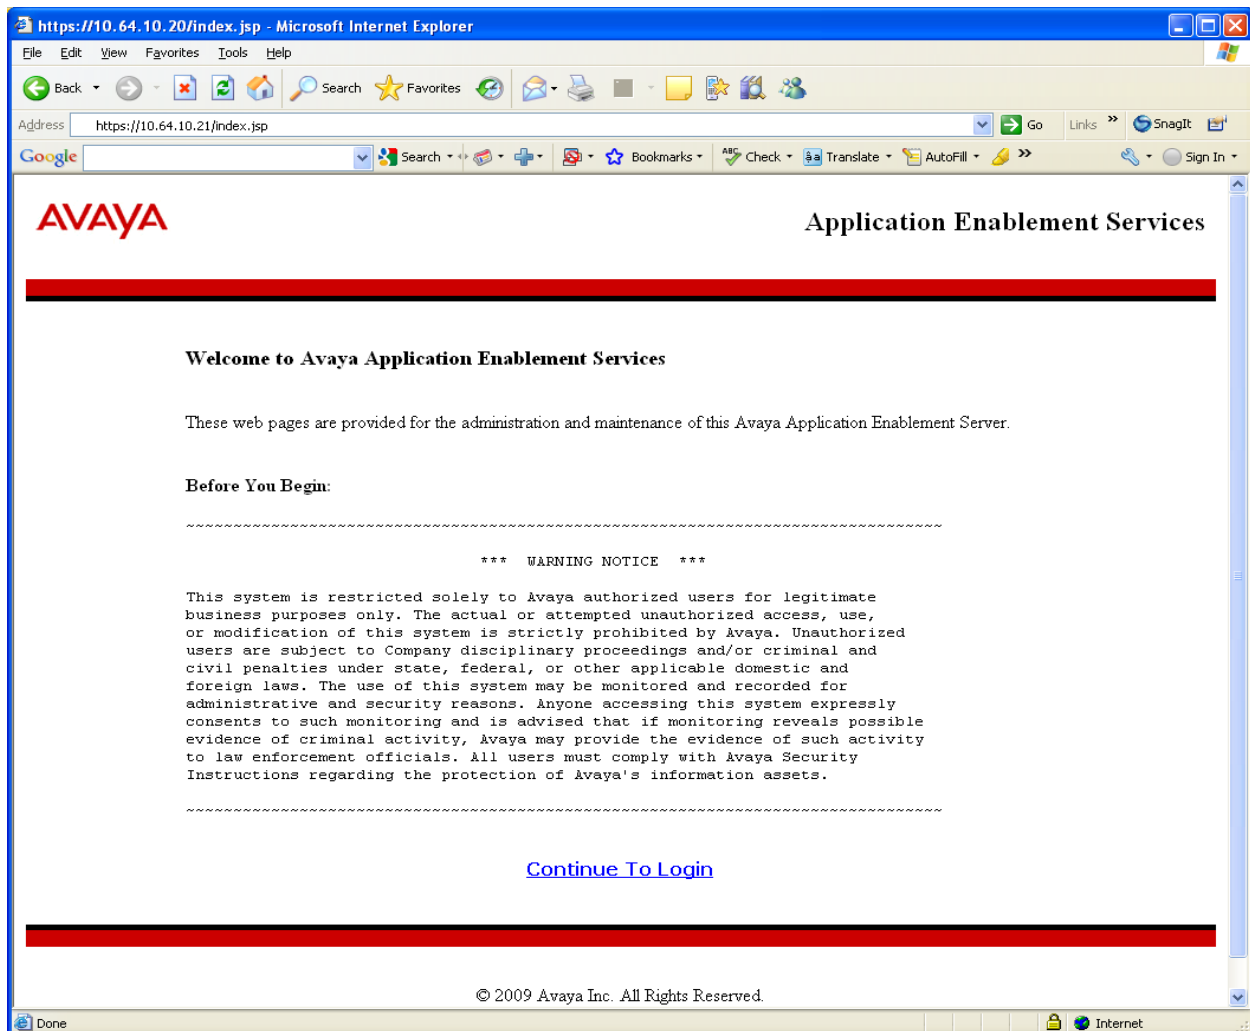 https://10.64.10.20/index.jsp - Microsoft Internet Explorer
File Edit View Favorites Tools Help
Back Search Favorites
Address https://10.64.10.21/index.jsp Go Links » SnagIt
Google Search Bookmarks ABC Check Translate AutoFill » Sign In
AVAYA
Application Enablement Services
Welcome to Avaya Application Enablement Services
These web pages are provided for the administration and maintenance of this Avaya Application Enablement Server.
Before You Begin:
~~~~~~~~~~~~~~~~~~~~~~~~~~~~~~~~~~~~~~~~~~~~~~~~~~~~~~~~~~~~~~~~~~~~~~~~~~~~~~~~~~~~
*** WARNING NOTICE ***
This system is restricted solely to Avaya authorized users for legitimate
business purposes only. The actual or attempted unauthorized access, use,
or modification of this system is strictly prohibited by Avaya. Unauthorized
users are subject to Company disciplinary proceedings and/or criminal and
civil penalties under state, federal, or other applicable domestic and
foreign laws. The use of this system may be monitored and recorded for
administrative and security reasons. Anyone accessing this system expressly
consents to such monitoring and is advised that if monitoring reveals possible
evidence of criminal activity, Avaya may provide the evidence of such activity
to law enforcement officials. All users must comply with Avaya Security
Instructions regarding the protection of Avaya's information assets.
~~~~~~~~~~~~~~~~~~~~~~~~~~~~~~~~~~~~~~~~~~~~~~~~~~~~~~~~~~~~~~~~~~~~~~~~~~~~~~~~~~~~
Continue To Login
© 2009 Avaya Inc. All Rights Reserved.
Done Internet